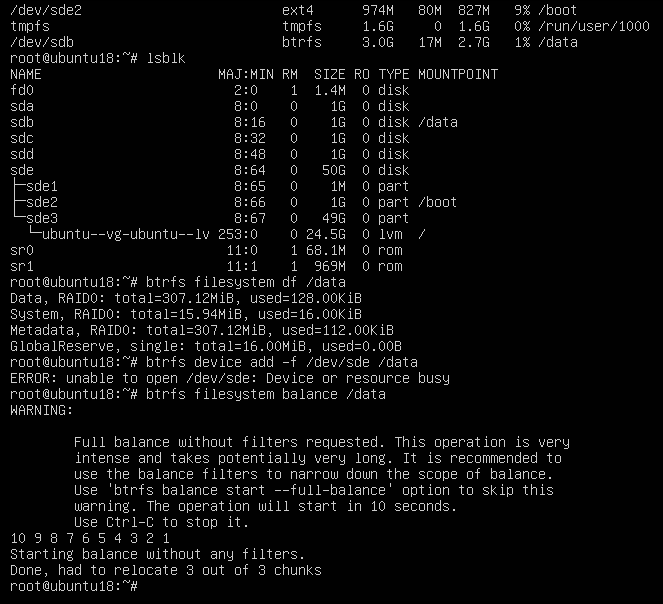 /dev/sde2 ext4 974M 80M 827M 9% /boot
tmpfs tmpfs 1.6G 0 1.6G 0% /run/user/1000
/dev/sdb btrfs 3.0G 17M 2.7G 1% /data
root@ubuntu18:~# lsblk
NAME MAJ:MIN RM SIZE RO TYPE MOUNTPOINT
fd0 2:0 1 1.4M 0 disk
sda 8:0 0 1G 0 disk
sdb 8:16 0 1G 0 disk /data
sdc 8:32 0 1G 0 disk
sdd 8:48 0 1G 0 disk
sde 8:64 0 50G 0 disk
├─sde1 8:65 0 1M 0 part
├─sde2 8:66 0 1G 0 part /boot
└─sde3 8:67 0 49G 0 part
└─ubuntu--vg-ubuntu--lv 253:0 0 24.5G 0 lvm /
sr0 11:0 1 68.1M 0 rom
sr1 11:1 1 969M 0 rom
root@ubuntu18:~# btrfs filesystem df /data
Data, RAID0: total=307.12MiB, used=128.00KiB
System, RAID0: total=15.94MiB, used=16.00KiB
Metadata, RAID0: total=307.12MiB, used=112.00KiB
GlobalReserve, single: total=16.00MiB, used=0.00B
root@ubuntu18:~# btrfs device add -f /dev/sde /data
ERROR: unable to open /dev/sde: Device or resource busy
root@ubuntu18:~# btrfs filesystem balance /data
WARNING:
Full balance without filters requested. This operation is very
intense and takes potentially very long. It is recommended to
use the balance filters to narrow down the scope of balance.
Use 'btrfs balance start --full-balance' option to skip this
warning. The operation will start in 10 seconds.
Use Ctrl-C to stop it.
10 9 8 7 6 5 4 3 2 1
Starting balance without any filters.
Done, had to relocate 3 out of 3 chunks
root@ubuntu18:~#